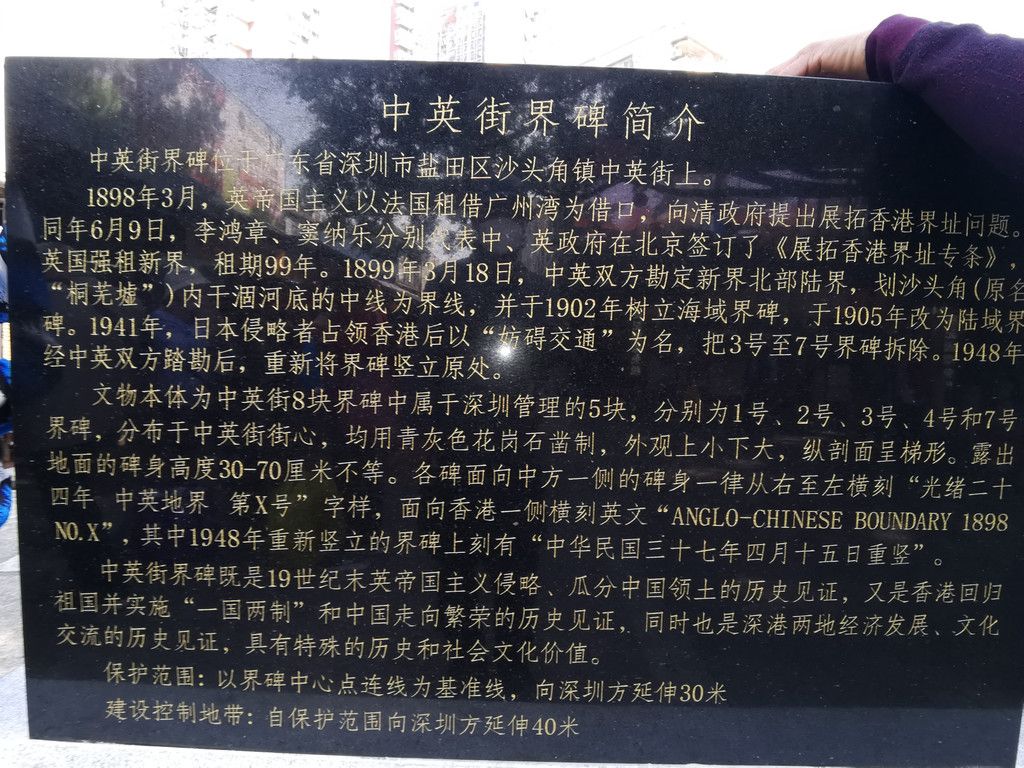 中英街界碑简介
中英街界碑位于广东省深圳市盐田区沙头角镇中英街上。
1898年3月，英帝国主义以法国租借广州湾为借口，向清政府提出展拓香港界址问题。
同年6月9日，李鸿章、窦纳乐分别代表中、英政府在北京签订了《展拓香港界址专条》，
英国强租新界，租期99年。1899年3月18日，中英双方勘定新界北部陆界，划沙头角(原名
“桐芜墟”)内干涸河底的中线为界线，并于1902年树立海域界碑，于1905年改为陆域界
碑。1941年，日本侵略者占领香港后以“妨碍交通”为名，把3号至7号界碑拆除。1948年
经中英双方踏勘后，重新将界碑竖立原处。
文物本体为中英街8块界碑中属于深圳管理的5块，分别为1号、2号、3号、4号和7号
界碑，分布于中英街街心，均用青灰色花岗石凿制，外观上小下大，纵剖面呈梯形。露出
地面的碑身高度30-70厘米不等。各碑面向中方一侧的碑身一律从右至左横刻“光绪二十
四年 中英地界 第X号”字样，面向香港一侧横刻英文“ANGLO-CHINESE BOUNDARY 1898
NO.X”，其中1948年重新竖立的界碑上刻有“中华民国三十七年四月十五日重竖”。
中英街界碑既是19世纪末英帝国主义侵略、瓜分中国领土的历史见证，又是香港回归
祖国并实施“一国两制”和中国走向繁荣的历史见证，同时也是深港两地经济发展、文化
交流的历史见证，具有特殊的历史和社会文化价值。
保护范围：以界碑中心点连线为基准线，向深圳方延伸30米
建设控制地带：自保护范围向深圳方延伸40米